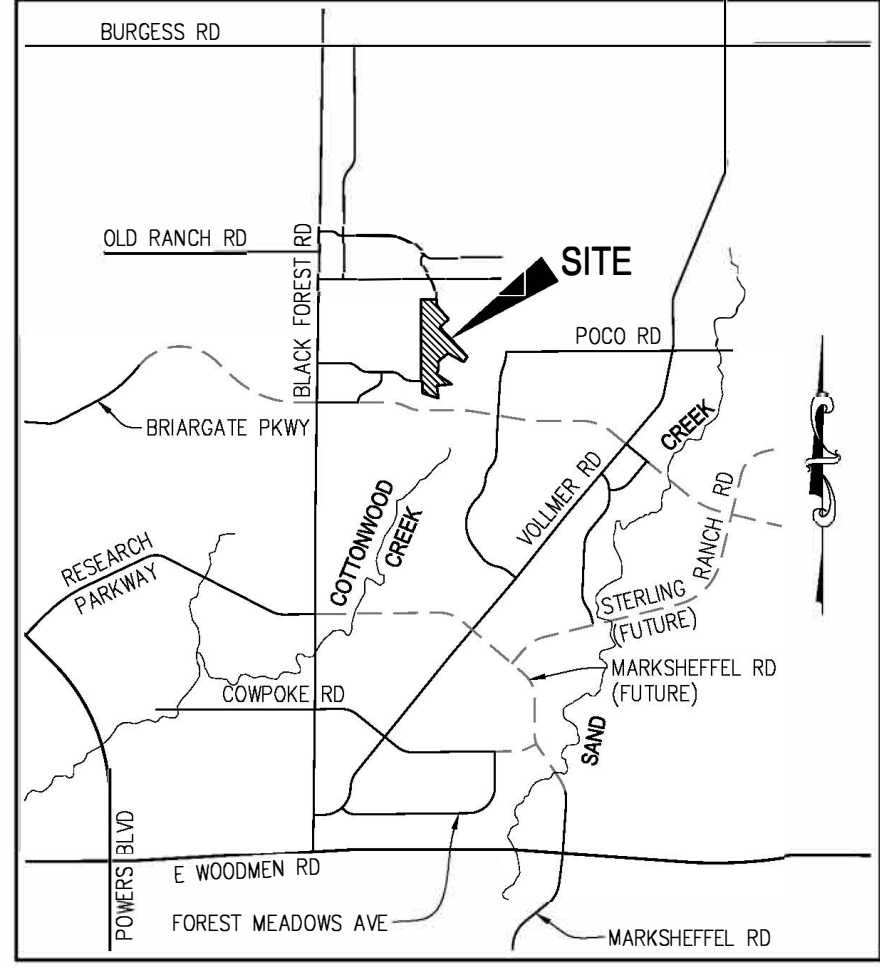 BURGESS RD
OLD RANCH RD
BLACK FOREST RD
SITE
POCO RD
BRIARGATE PKWY
COTTONWOOD
CREEK
VOLLMER RD
CREEK
RESEARCH
PARKWAY
STERLING RANCH RD
(FUTURE)
MARKSHEFFEL RD
(FUTURE)
COWPOKE RD
SAND
POWERS BLVD
E WOODMEN RD
FOREST MEADOWS AVE
MARKSHEFFEL RD